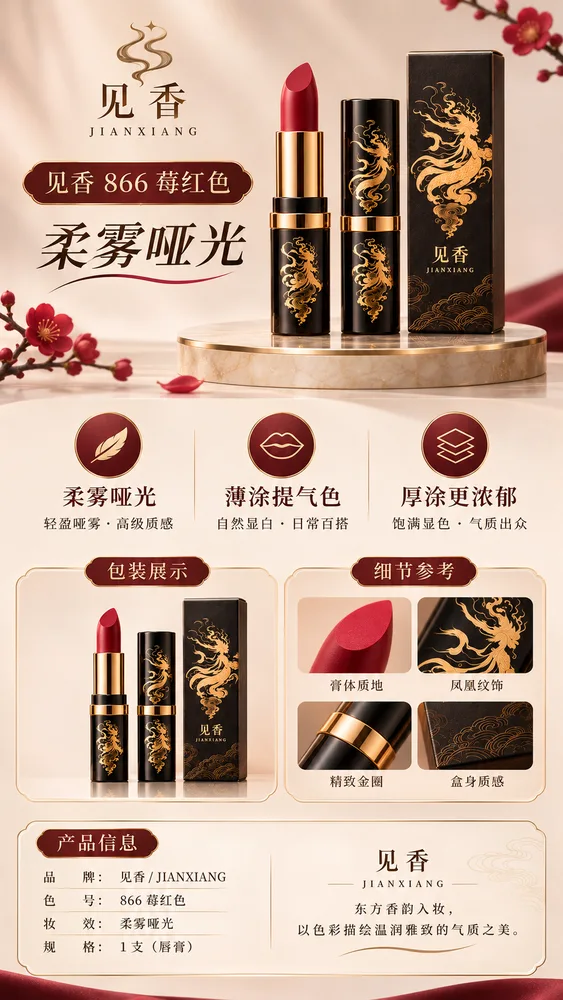 见香
JIANXIANG
见香 866 莓红色
柔雾哑光
见香
JIANXIANG
柔雾哑光
轻盈哑雾·高级质感
薄涂提气色
自然显白·日常百搭
厚涂更浓郁
饱满显色·气质出众
包装展示
见香
JIANXIANG
细节参考
膏体质地
凤凰纹饰
精致金圈
盒身质感
产品信息
品牌：见香/JIANXIANG
色号：866 莓红色
妆效：柔雾哑光
规格：1支（唇膏）
见香
JIANXIANG
东方香韵入妆，
以色彩描绘温润雅致的气质之美。